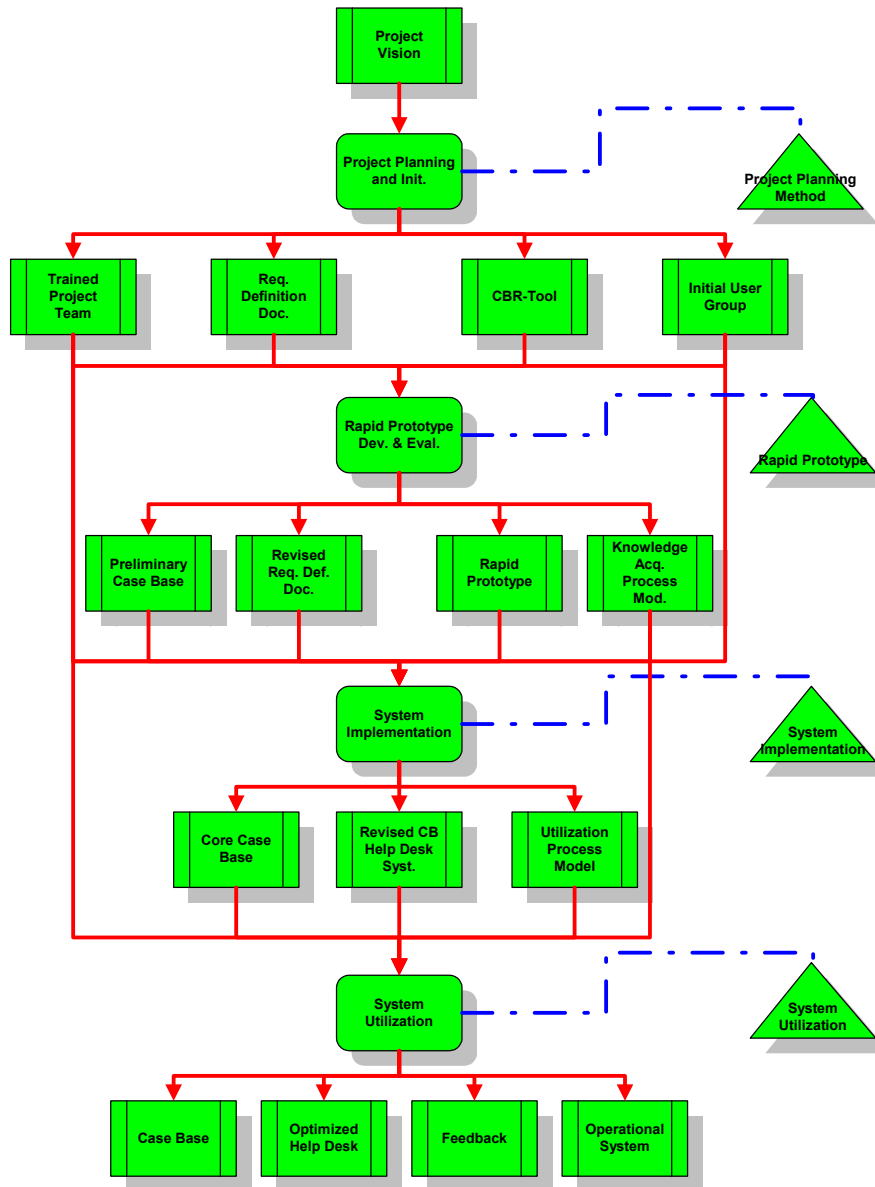 Project
Vision
Project Planning
and Init.
Project Planning
Method
Trained
Project
Team
Req.
Definition
Doc.
CBR-Tool
Initial User
Group
Rapid Prototype
Dev. & Eval.
Rapid Prototype
Preliminary
Case Base
Revised
Req. Def.
Doc.
Rapid
Prototype
Knowledge
Acq.
Process
Mod.
System
Implementation
System
Implementation
Core Case
Base
Revised CB
Help Desk
Syst.
Utilization
Process
Model
System
Utilization
System
Utilization
Case Base
Optimized
Help Desk
Feedback
Operational
System